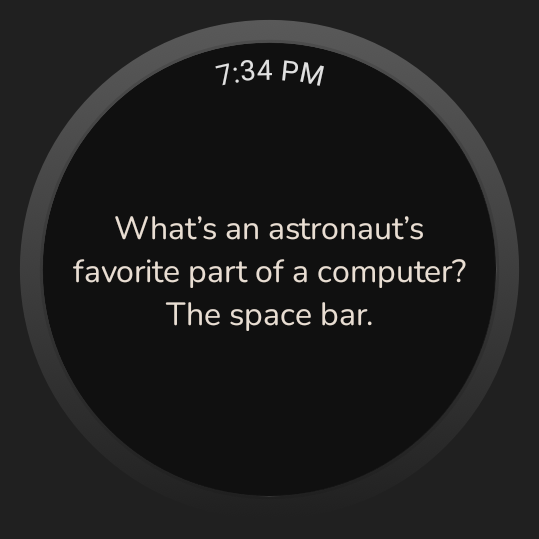 7:34 PM
What’s an astronaut’s
favorite part of a computer?
The space bar.